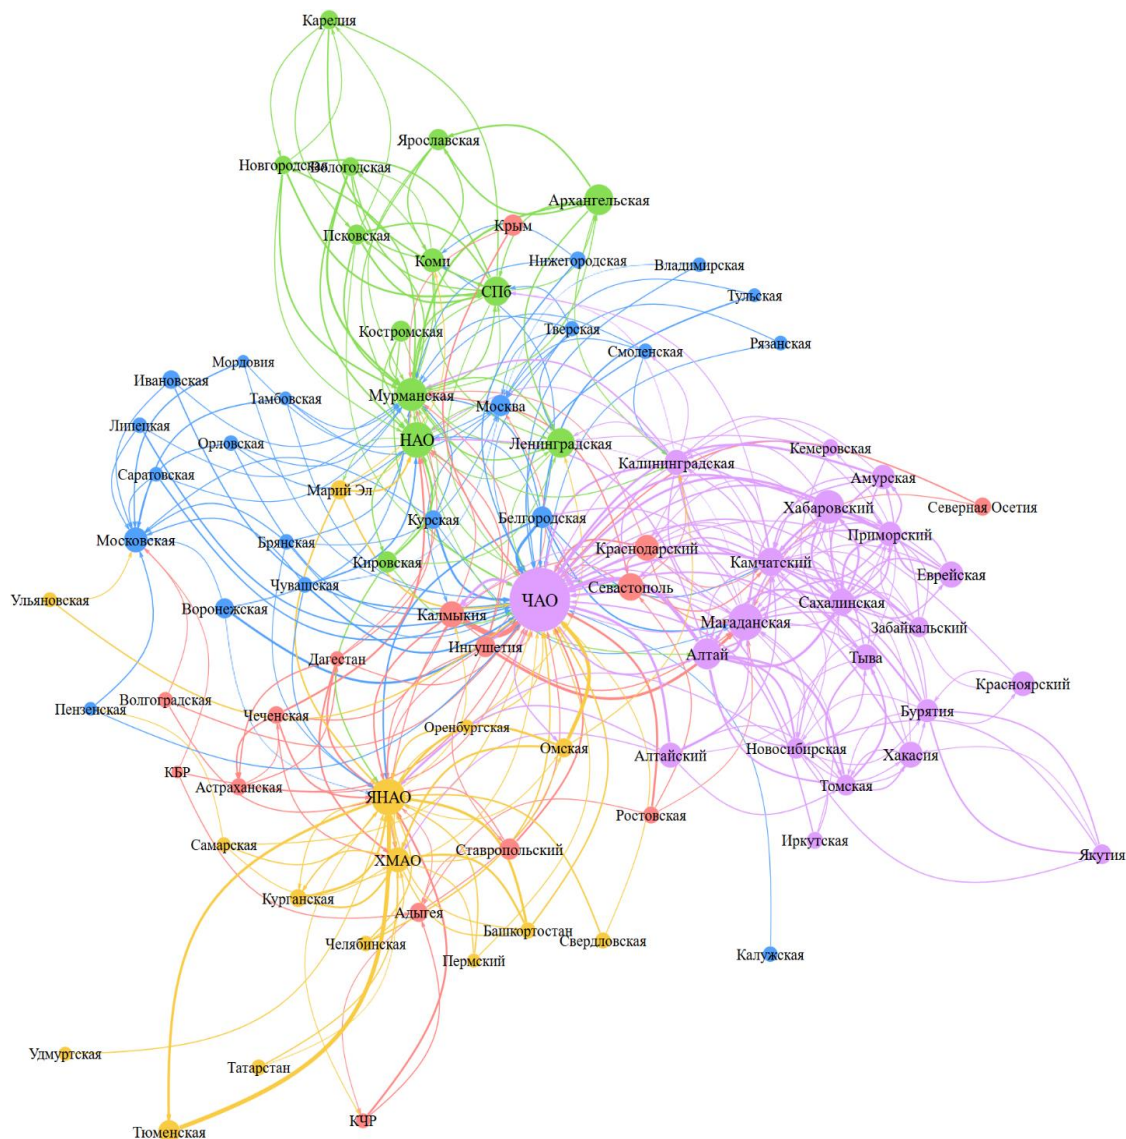 Карелия
Ярославская
Новгородская
Вологодская
Архангельская
Крым
Псковская
Коми
Нижегородская
Владимирская
СПб
Тульская
Костромская
Тверская
Смоленская
Рязанская
Мордовия
Ивановская
Тамбовская
Мурманская
Москва
Липецкая
Орловская
НАО
Ленинградская
Кемеровская
Калининградская
Саратовская
Амурская
Марий Эл
Хабаровский
Северная Осетия
Курская
Белгородская
Московская
Брянская
Краснодарский
Приморский
Кировская
Камчатский
Еврейская
Чувашская
Севастополь
Ульяновская
ЧАО
Сахалинская
Воронежская
Калмыкия
Магаданская
Забайкальский
Ингушетия
Алтай
Тыва
Дагестан
Красноярский
Волгоградская
Пензенская
Чеченская
Бурятия
Оренбургская
Омская
Алтайский
Новосибирская
Хакасия
КБР
Астраханская
Томская
ЯНАО
Ростовская
Самарская
Ставропольский
Иркутская
Якутия
ХМАО
Курганская
Адыгея
Башкортостан
Челябинская
Свердловская
Пермский
Калужская
Удмуртская
Татарстан
КЧР
Тюменская